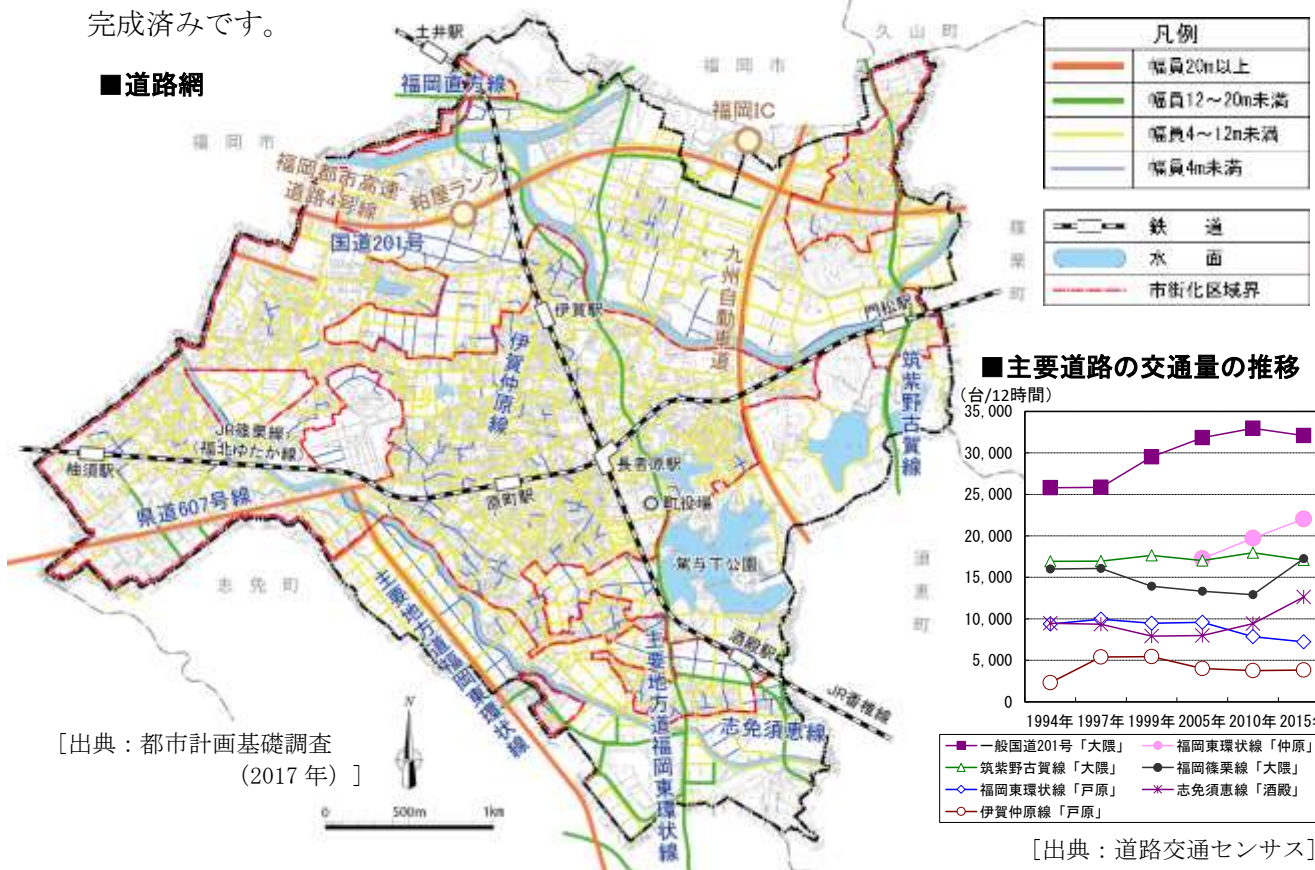 完成済みです。
■道路網
土井駅
久山町
福岡市
福岡直方線
福岡IC
福岡市
福岡都市高速
道路4号線
粕屋ランプ
国道201号
九州自動車道
篠栗町
伊賀駅
門松駅
伊賀仲原線
筑紫野古賀線
JR篠栗線
(福北ゆたか線)
柚須駅
長者原駅
原町駅
町役場
県道607号線
駕与丁公園
須惠町
志免町
主要地方道福岡東環状線
主要地方道福岡東環状線
酒殿駅
JR香椎線
志免須恵線
N
0 500m 1km
[出典:都市計画基礎調査
(2017 年) ]
凡例
幅員20m以上
幅員12～20m未満
幅員4～12m未満
幅員4m未満
鉄 道
水 面
市街化区域界
■主要道路の交通量の推移
(台/12時間)
35,000
30,000
25,000
20,000
15,000
10,000
5,000
0
1994年 1997年 1999年 2005年 2010年 2015年
一般国道201号「大隈」 福岡東環状線「仲原」
筑紫野古賀線「大隈」 福岡篠栗線「大隈」
福岡東環状線「戸原」 志免須恵線「酒殿」
伊賀仲原線「戸原」
[出典:道路交通センサス]